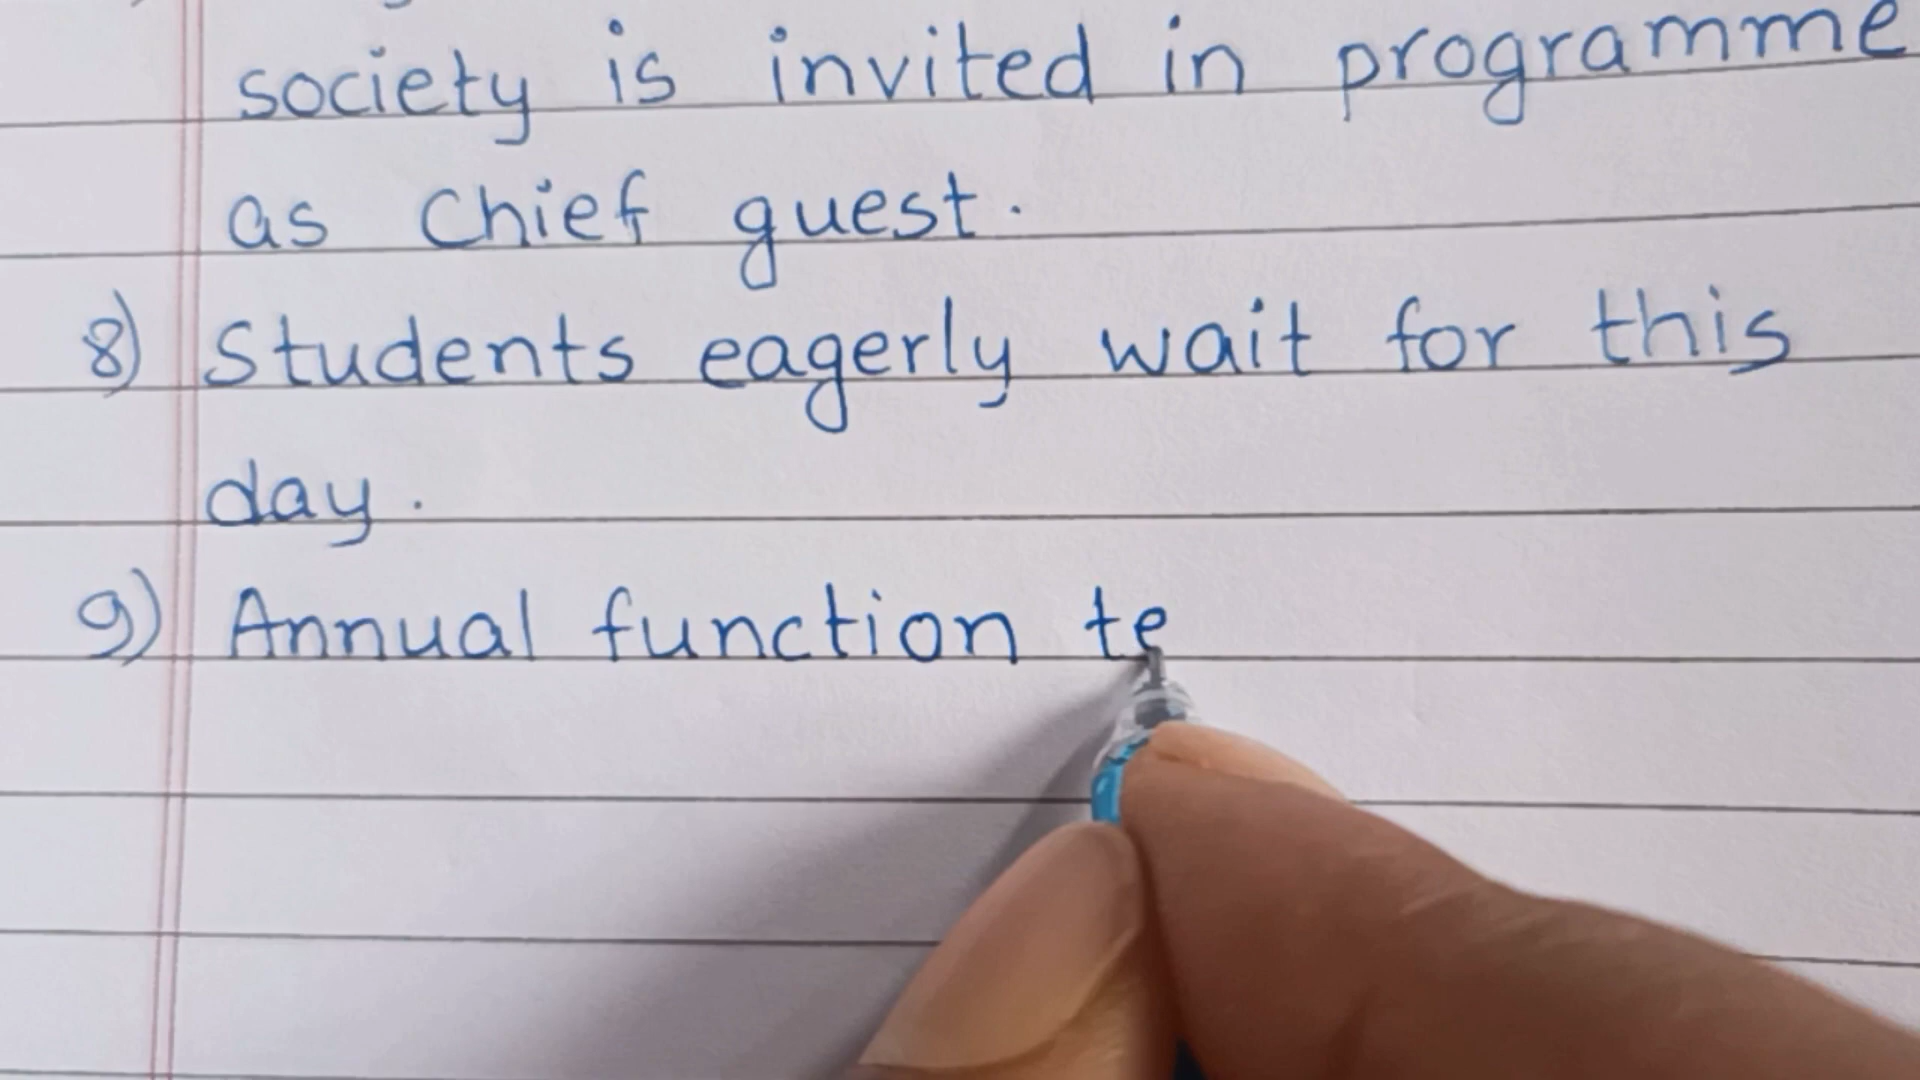 society is invited in programme
as Chief guest.
8) Students eagerly wait for this
day.
9) Annual function te